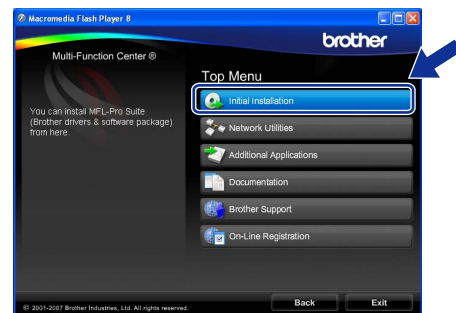 Macromedia Flash Player 8
brother
Multi-Function Center ®
Top Menu
You can install MFL-Pro Suite
(Brother drivers & software package)
from here.
Initial Installation
Network Utilities
Additional Applications
Documentation
Brother Support
On-Line Registration
© 2001-2007 Brother Industries, Ltd. All rights reserved.
Back
Exit